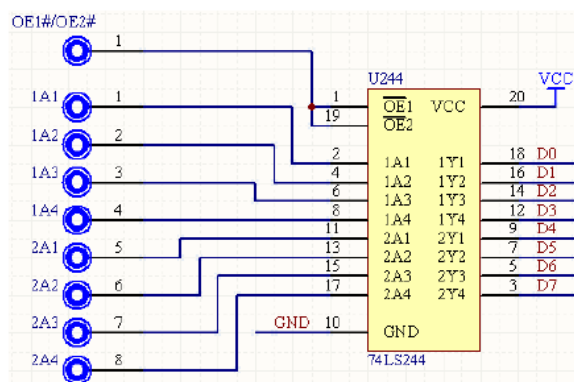 OE1#/OE2#
1
U244
VCC
1A1
1
1
OE1
VCC
20
19
OE2
1A2
2
2
1A1
1Y1
18
D0
4
1A2
1Y2
16
D1
1A3
3
6
1A3
1Y3
14
D2
1A4
4
8
1A4
1Y4
12
D3
11
2A1
2Y1
9
D4
2A1
5
13
2A2
2Y2
7
D5
15
2A3
2Y3
5
D6
2A2
6
17
2A4
2Y4
3
D7
2A3
7
GND
10
GND
2A4
8
74LS244